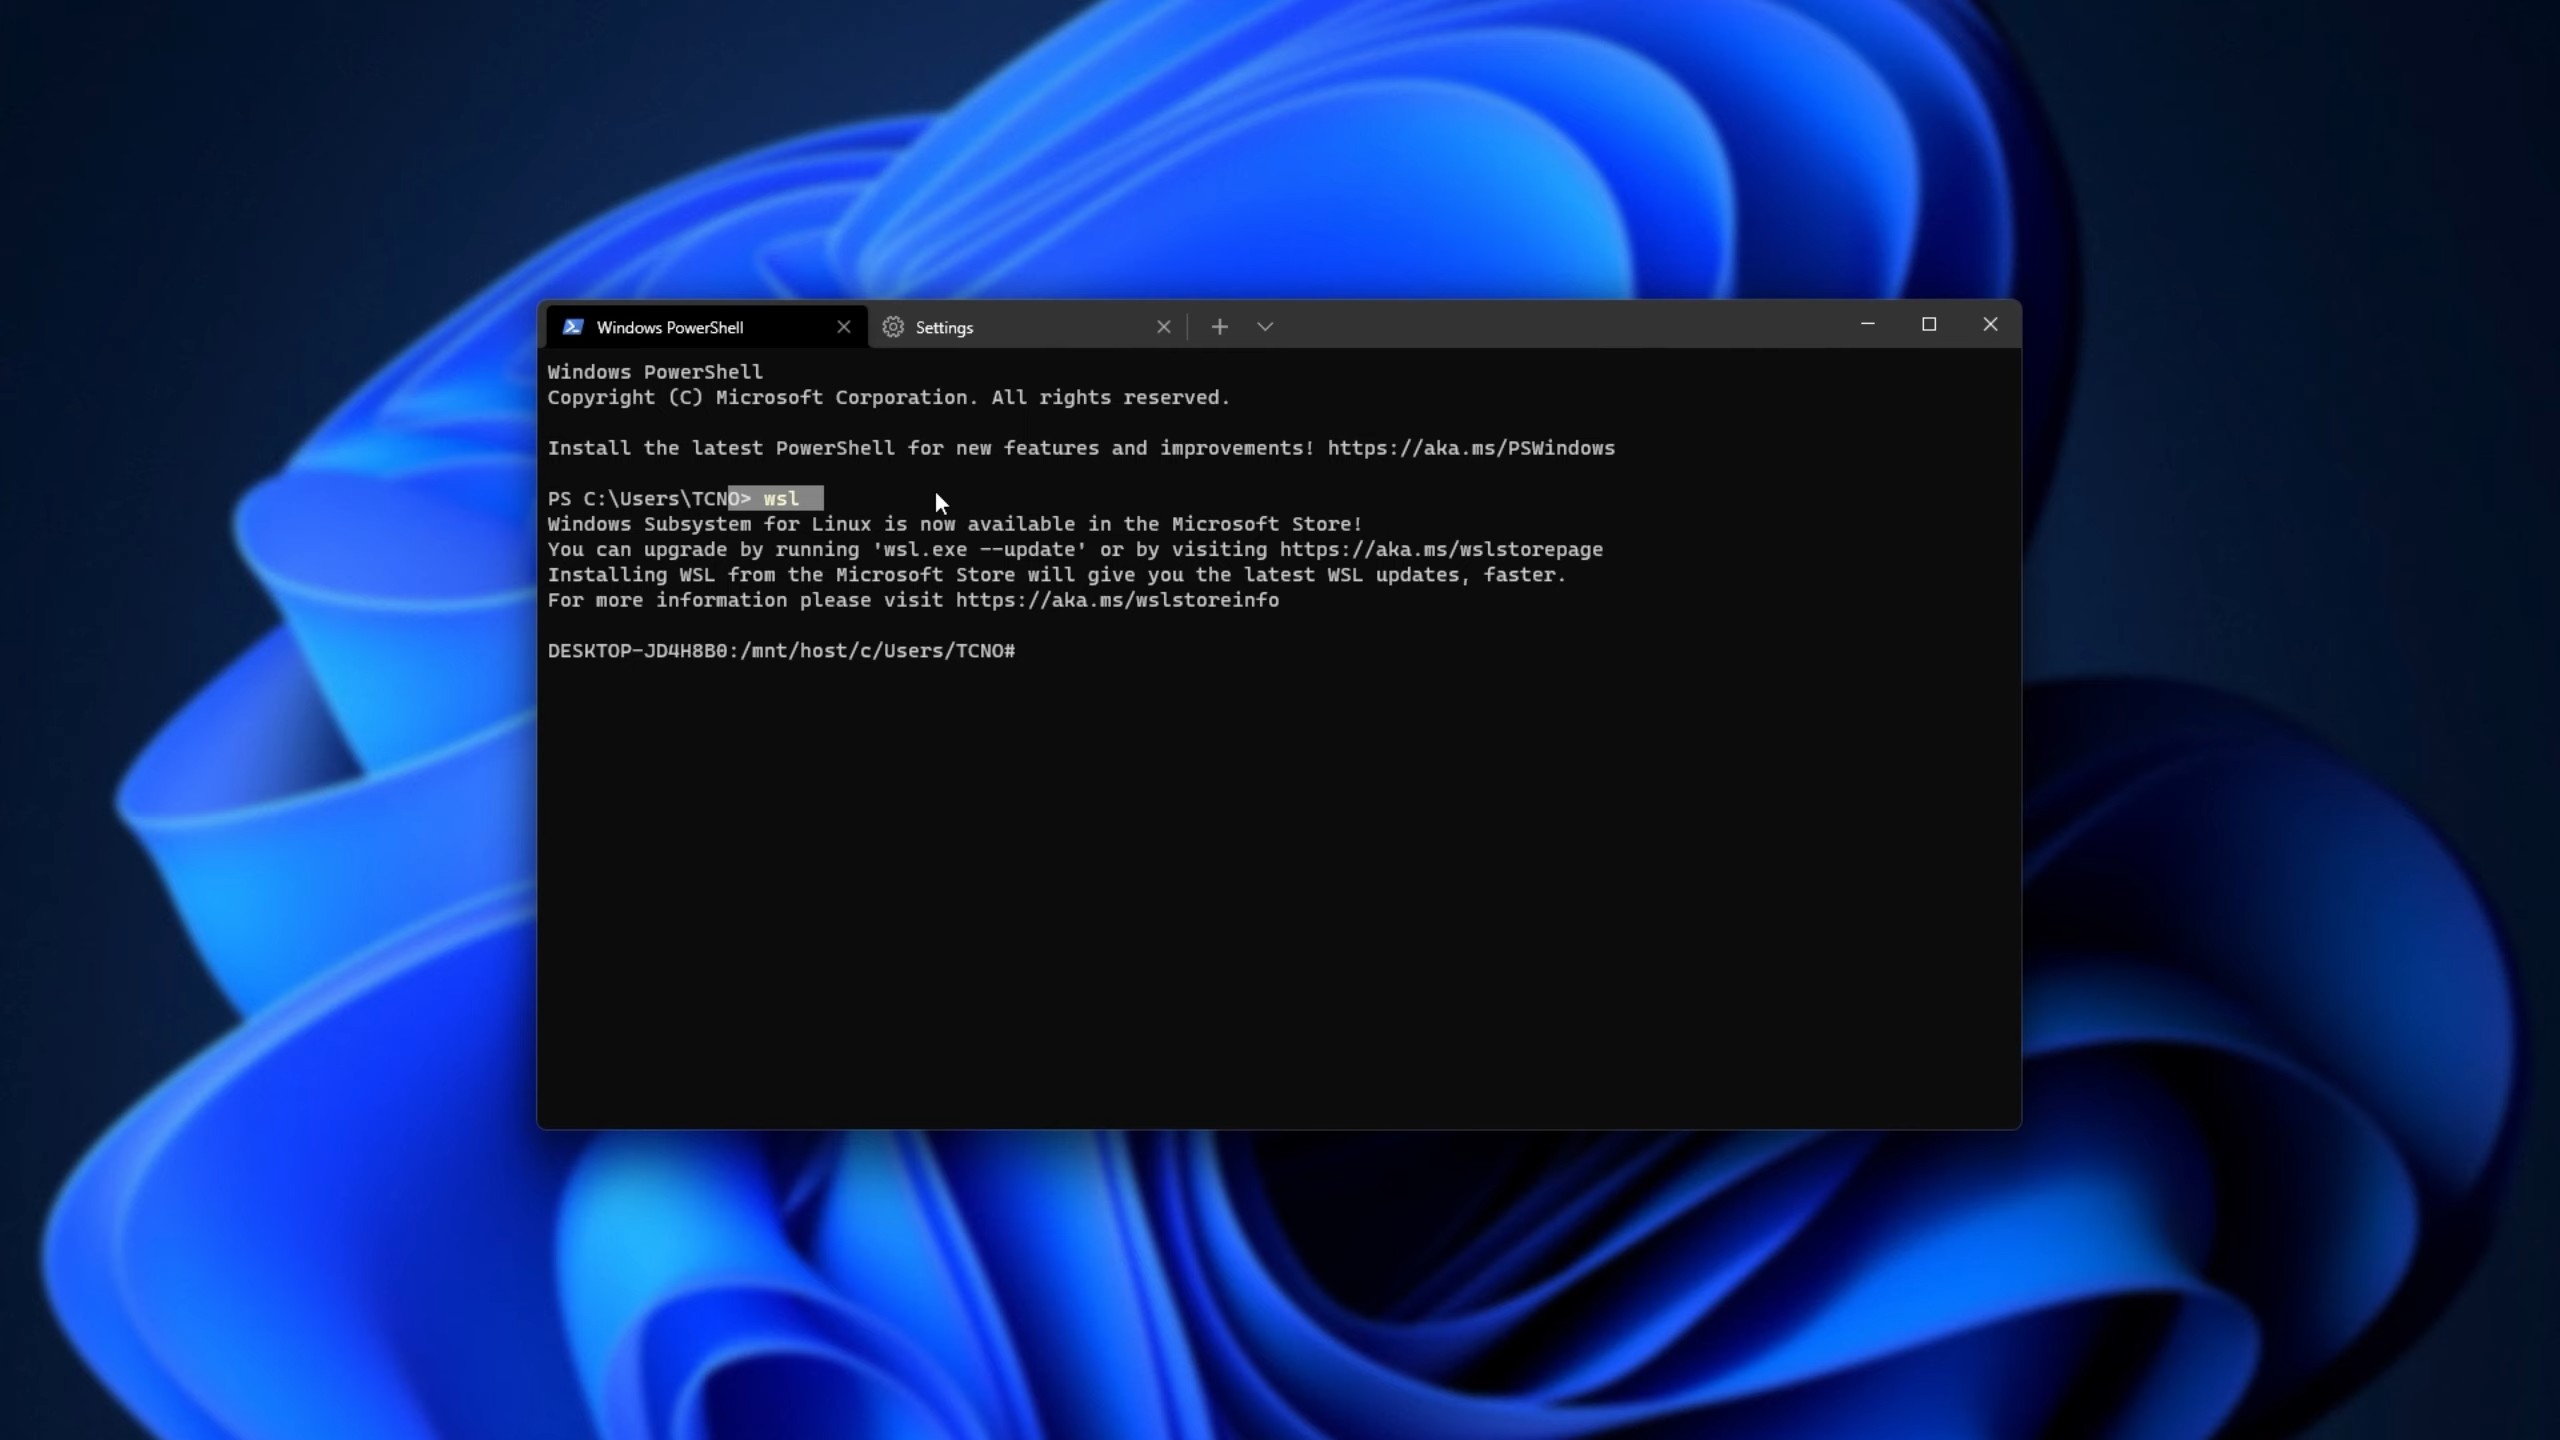 Windows PowerShell
Settings
Windows PowerShell
Copyright (C) Microsoft Corporation. All rights reserved.
Install the latest PowerShell for new features and improvements! https://aka.ms/PSWindows
PS C:\Users\TCNO> wsl
Windows Subsystem for Linux is now available in the Microsoft Store!
You can upgrade by running 'wsl.exe --update' or by visiting https://aka.ms/wslstorepage
Installing WSL from the Microsoft Store will give you the latest WSL updates, faster.
For more information please visit https://aka.ms/wslstoreinfo
DESKTOP-JD4H8B0:/mnt/host/c/Users/TCNO#